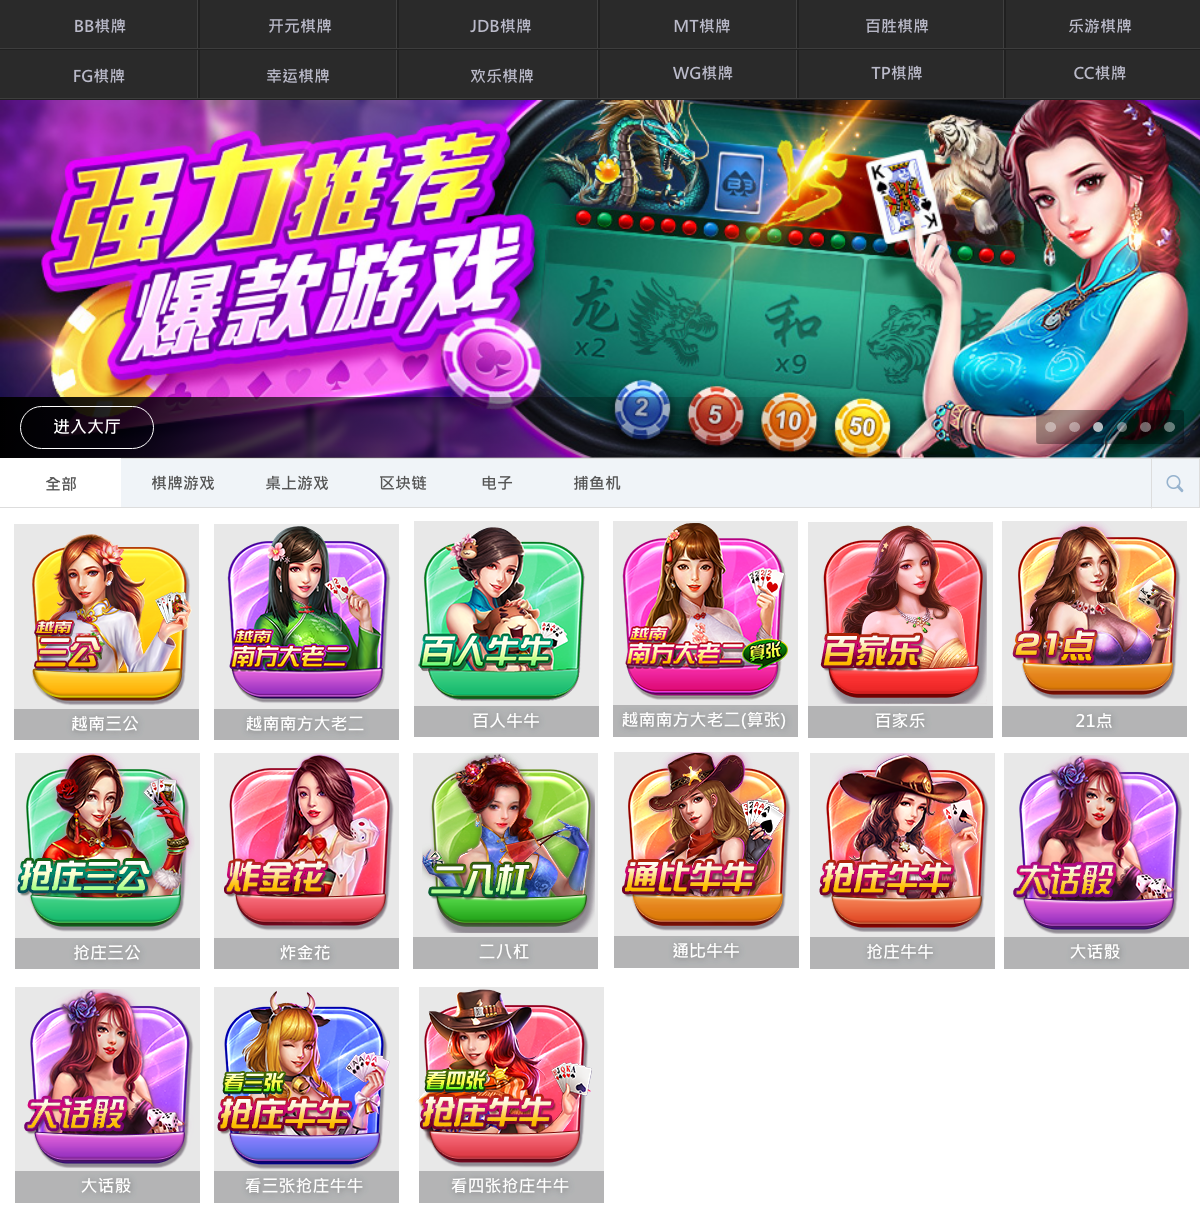 BB棋牌
开元棋牌
JDB棋牌
MT棋牌
百胜棋牌
乐游棋牌
FG棋牌
幸运棋牌
欢乐棋牌
WG棋牌
TP棋牌
CC棋牌
强力推荐
爆款游戏
VS
K
K
龙
x2
和
x9
虎
2
5
10
50
进入大厅
全部
棋牌游戏
桌上游戏
区块链
电子
捕鱼机
越南
三公
越南
南方大老二
百人牛牛
越南
南方大老二
算张
百家乐
21点
越南三公
越南南方大老二
百人牛牛
越南南方大老二(算张)
百家乐
21点
抢庄三公
炸金花
二八杠
通比牛牛
抢庄牛牛
大话骰
抢庄三公
炸金花
二八杠
通比牛牛
抢庄牛牛
大话骰
大话骰
看三张
抢庄牛牛
看四张
抢庄牛牛
大话骰
看三张抢庄牛牛
看四张抢庄牛牛